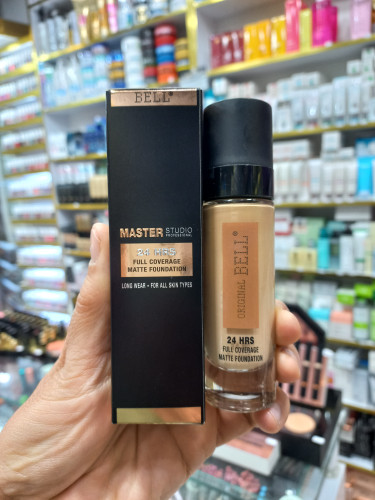 BELL®
MASTER STUDIO
PROFESSIONAL
24 HRS
FULL COVERAGE
MATTE FOUNDATION
LONG WEAR • FOR ALL SKIN TYPES
ORIGINAL BELL®
24 HRS
FULL COVERAGE
MATTE FOUNDATION